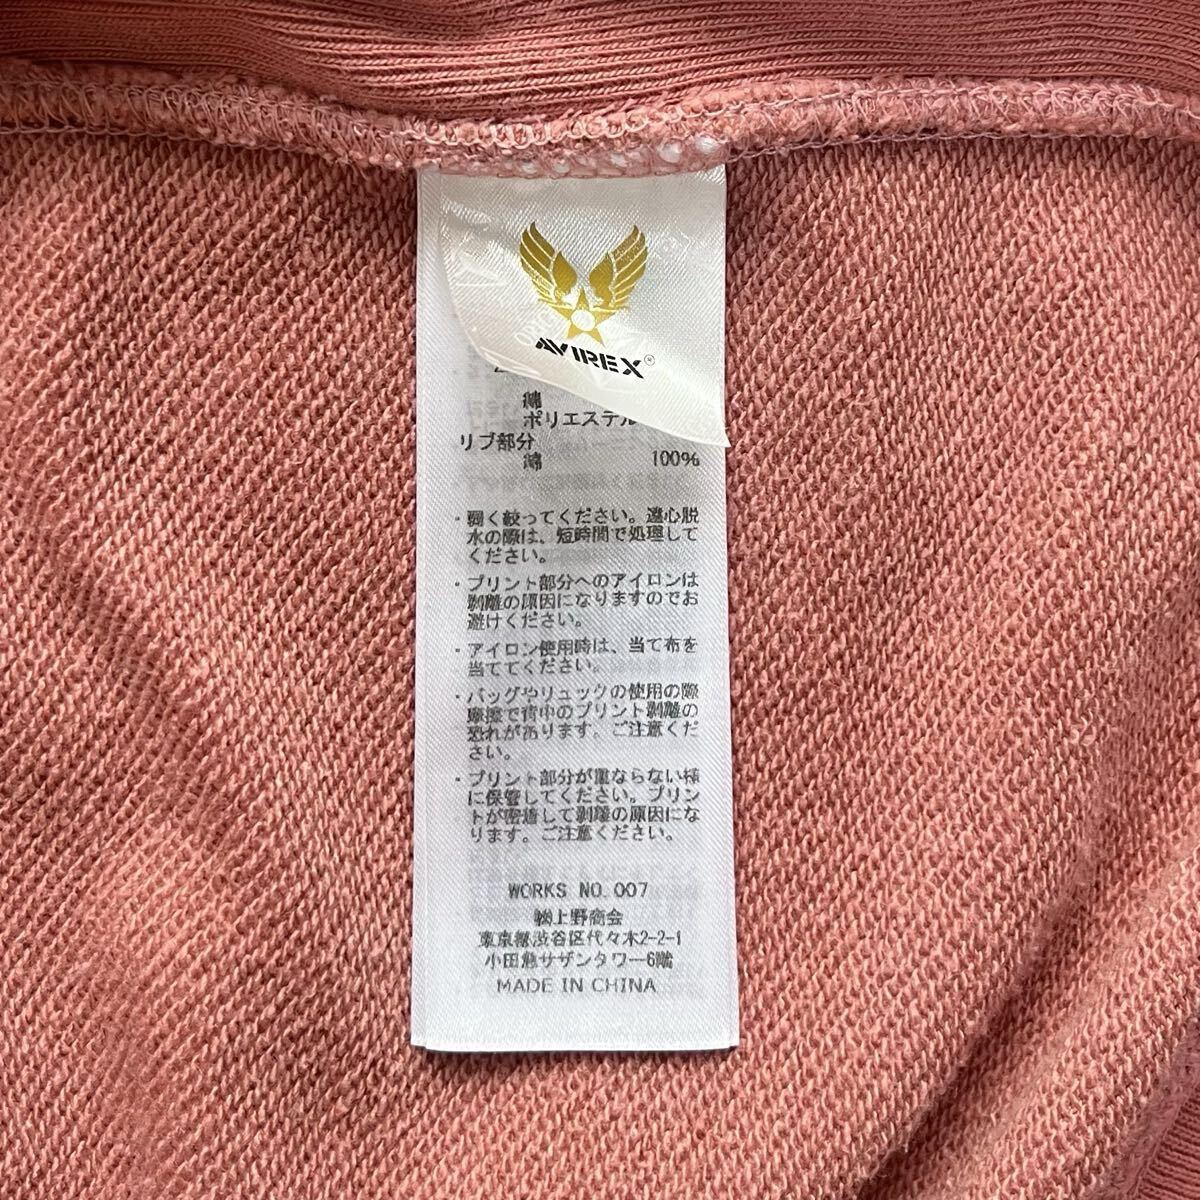 AVIREX®
綿
ポリエステル
リブ部分
綿 100%
・弱く絞ってください。遠心脱
水の際は、短時間で処理して
ください。
・プリント部分へのアイロンは
剥離の原因になりますのでお
避けください。
・アイロン使用時は、当て布を
当ててください。
・バッグやリュックの使用の際
摩擦で背中のプリント剥離の
恐れがあります。ご注意くだ
さい。
・プリント部分が重ならない様
に保管してください。プリン
トが密着して剥離の原因にな
ります。ご注意ください。
WORKS NO.007
㈱上野商会
東京都渋谷区代々木2-2-1
小田急サザンタワー6階
MADE IN CHINA